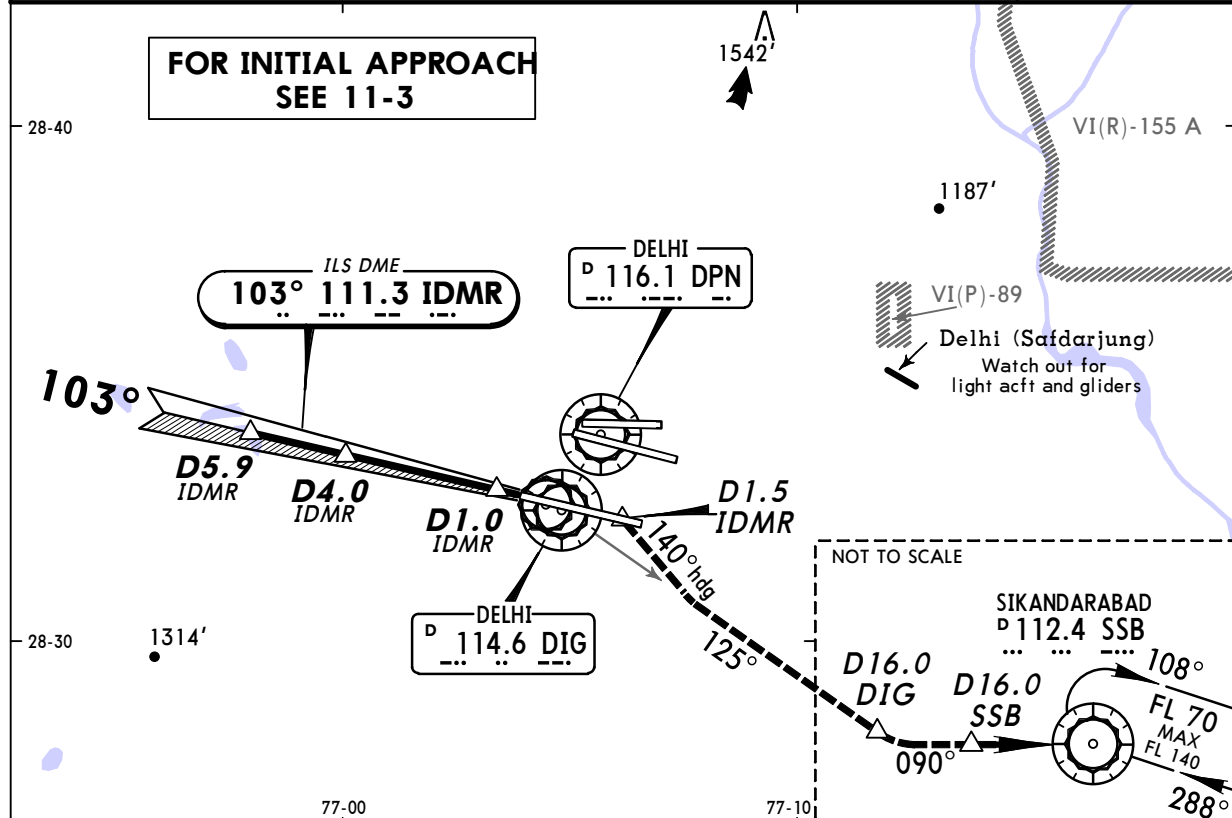 FOR INITIAL APPROACH
SEE 11-3
1542'
28-40
VI(R)-155 A
1187'
ILS DME
103° 111.3 IDMR
DELHI
D 116.1 DPN
VI(P)-89
Delhi (Safdarjung)
Watch out for
light acft and gliders
103°
D5.9
IDMR
D4.0
IDMR
D1.0
IDMR
D1.5
IDMR
140° hdg
NOT TO SCALE
DELHI
D 114.6 DIG
28-30
1314'
125°
SIKANDARABAD
D 112.4 SSB
D16.0
DIG
D16.0
SSB
108°
FL 70
MAX
FL 140
090°
288°
77-00
77-10